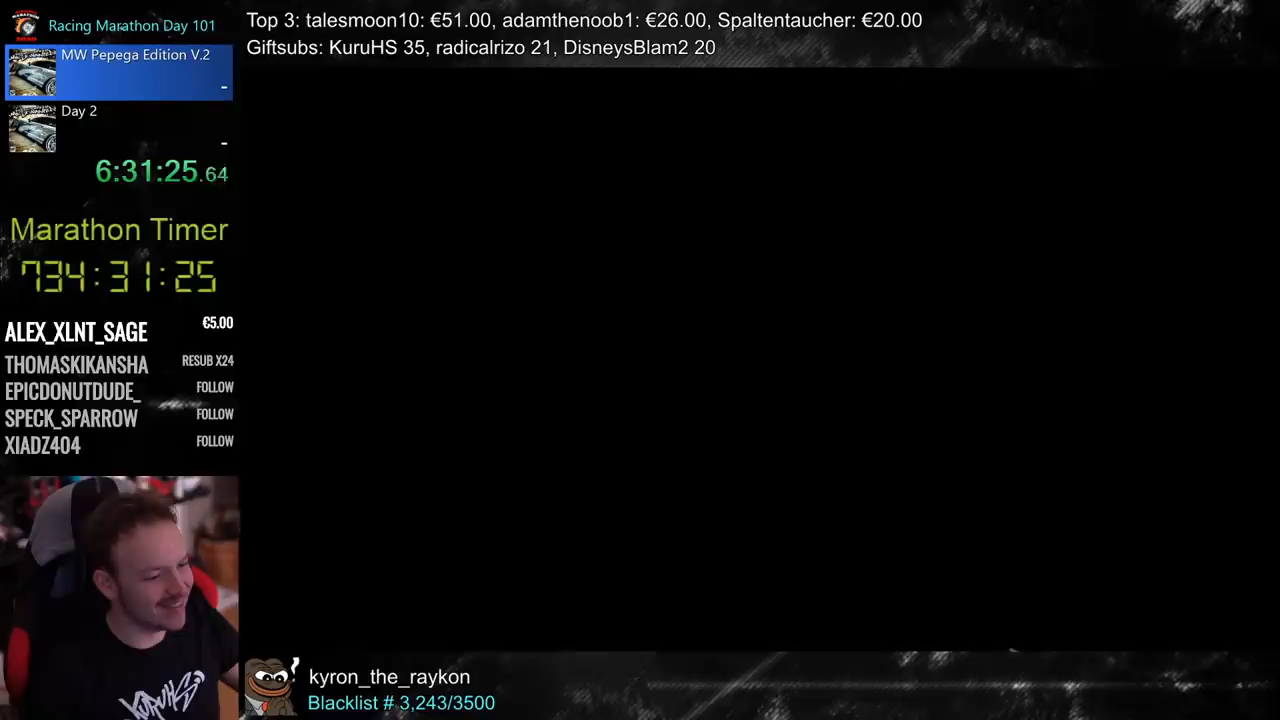 Racing Marathon Day 101
MW Pepega Edition V.2
-
Day 2
-
6:31:25.64
Marathon Timer
734:31:25
ALEX_XLNT_SAGE €5.00
THOMASKIKANSHA RESUB X24
EPICDONUTDUDE_ FOLLOW
SPECK_SPARROW FOLLOW
XIADZ404 FOLLOW
Top 3: talesmoon10: €51.00, adamthenoob1: €26.00, Spaltentaucher: €20.00
Giftsubs: KuruHS 35, radicalrizo 21, DisneysBlam2 20
KURUHS
kyron_the_raykon
Blacklist # 3,243/3500